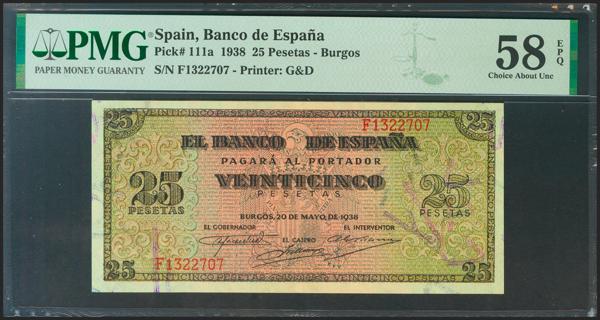 PMG
PAPER MONEY GUARANTY
Spain, Banco de España
Pick# 111a 1938 25 Pesetas - Burgos
S/N F1322707 - Printer: G&D
58
EPQ
Choice About Unc
25
25
F1322707
EL BANCO DE ESPAÑA
PAGARÁ AL PORTADOR
25
PESETAS
VEINTICINCO
PESETAS
25
PESETAS
BURGOS, 20 DE MAYO, DE 1938
EL GOBERNADOR
EL CAJERO
EL INTERVENTOR
F1322707
25
25